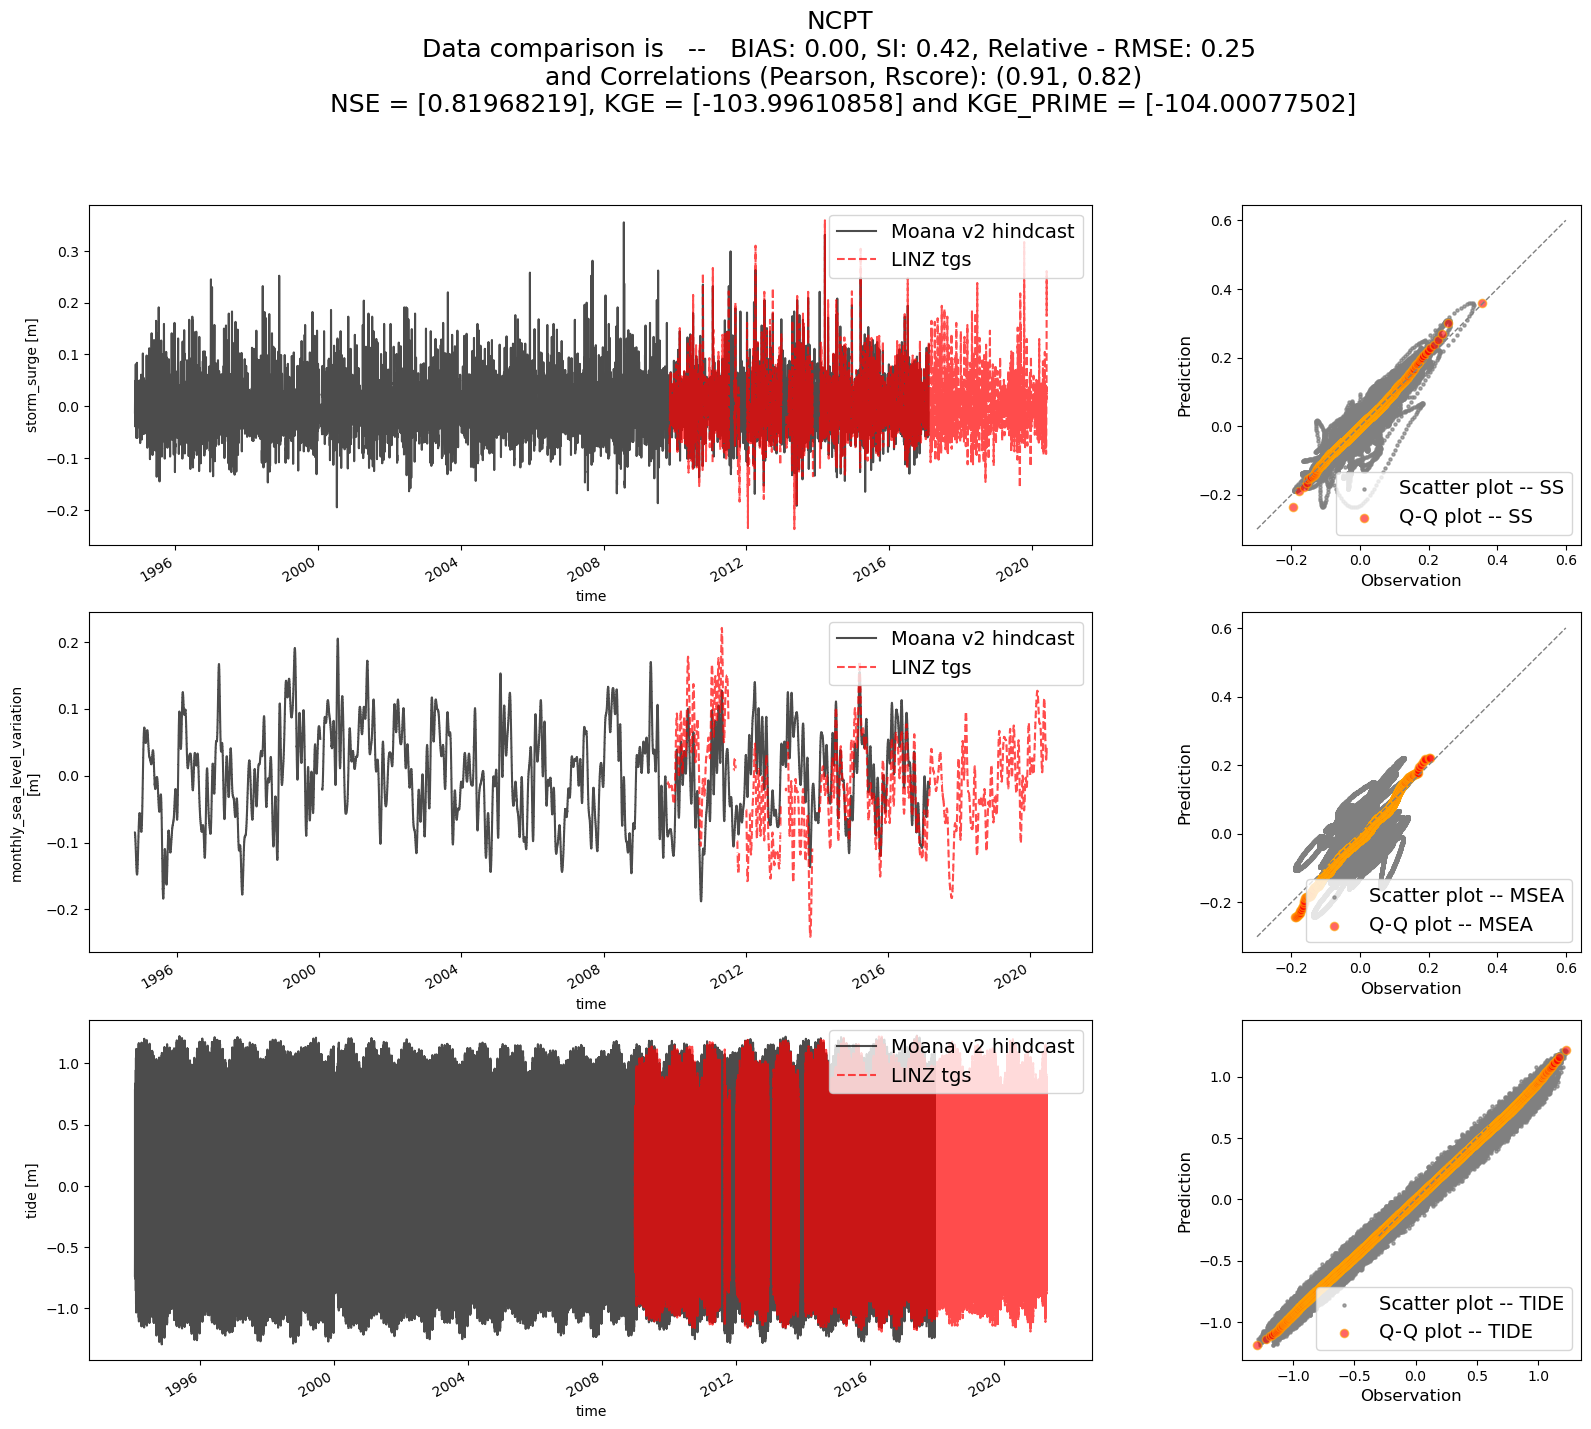 NCPT
Data comparison is -- BIAS: 0.00, SI: 0.42, Relative - RMSE: 0.25
and Correlations (Pearson, Rscore): (0.91, 0.82)
NSE = [0.81968219], KGE = [-103.99610858] and KGE_PRIME = [-104.00077502]
storm_surge [m]
0.3
0.2
0.1
0.0
−0.1
−0.2
Moana v2 hindcast
LINZ tgs
1996
2000
2004
2008
2012
2016
2020
time
Prediction
0.6
0.4
0.2
0.0
−0.2
Scatter plot -- SS
Q-Q plot -- SS
−0.2
0.0
0.2
0.4
0.6
Observation
monthly_sea_level_variation
[m]
0.2
0.1
0.0
−0.1
−0.2
Moana v2 hindcast
LINZ tgs
1996
2000
2004
2008
2012
2016
2020
time
Prediction
0.6
0.4
0.2
0.0
−0.2
Scatter plot -- MSEA
Q-Q plot -- MSEA
−0.2
0.0
0.2
0.4
0.6
Observation
tide [m]
1.0
0.5
0.0
−0.5
−1.0
Moana v2 hindcast
LINZ tgs
1996
2000
2004
2008
2012
2016
2020
time
Prediction
1.0
0.5
0.0
−0.5
−1.0
Scatter plot -- TIDE
Q-Q plot -- TIDE
−1.0
−0.5
0.0
0.5
1.0
Observation